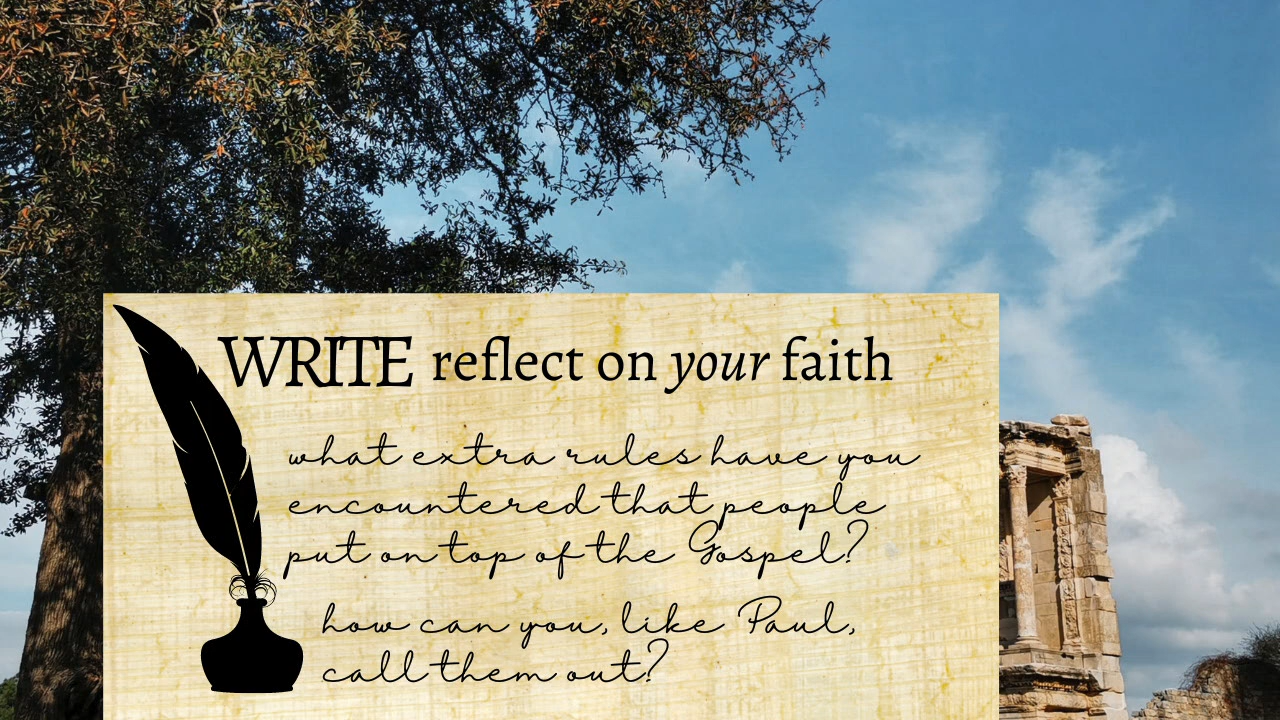 WRITE reflect on your faith
what extra rules have you
encountered that people
put on top of the Gospel?
how can you, like Paul,
call them out?